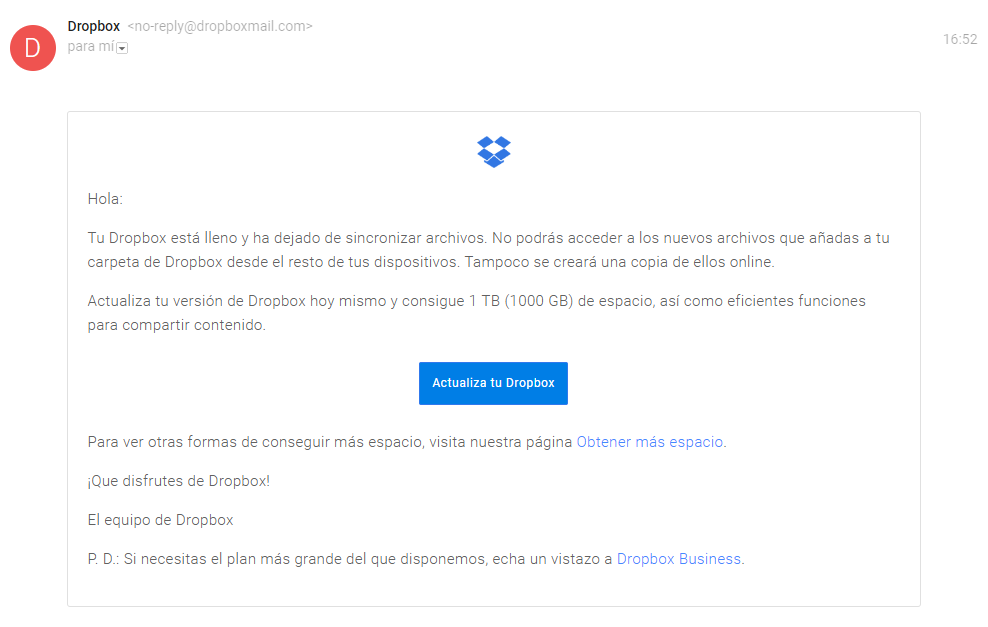 D
Dropbox <no-reply@dropboxmail.com>
para mí
16:52
Hola:
Tu Dropbox está lleno y ha dejado de sincronizar archivos. No podrás acceder a los nuevos archivos que añadas a tu
carpeta de Dropbox desde el resto de tus dispositivos. Tampoco se creará una copia de ellos online.
Actualiza tu versión de Dropbox hoy mismo y consigue 1 TB (1000 GB) de espacio, así como eficientes funciones
para compartir contenido.
Actualiza tu Dropbox
Para ver otras formas de conseguir más espacio, visita nuestra página Obtener más espacio.
¡Que disfrutes de Dropbox!
El equipo de Dropbox
P. D.: Si necesitas el plan más grande del que disponemos, echa un vistazo a Dropbox Business.